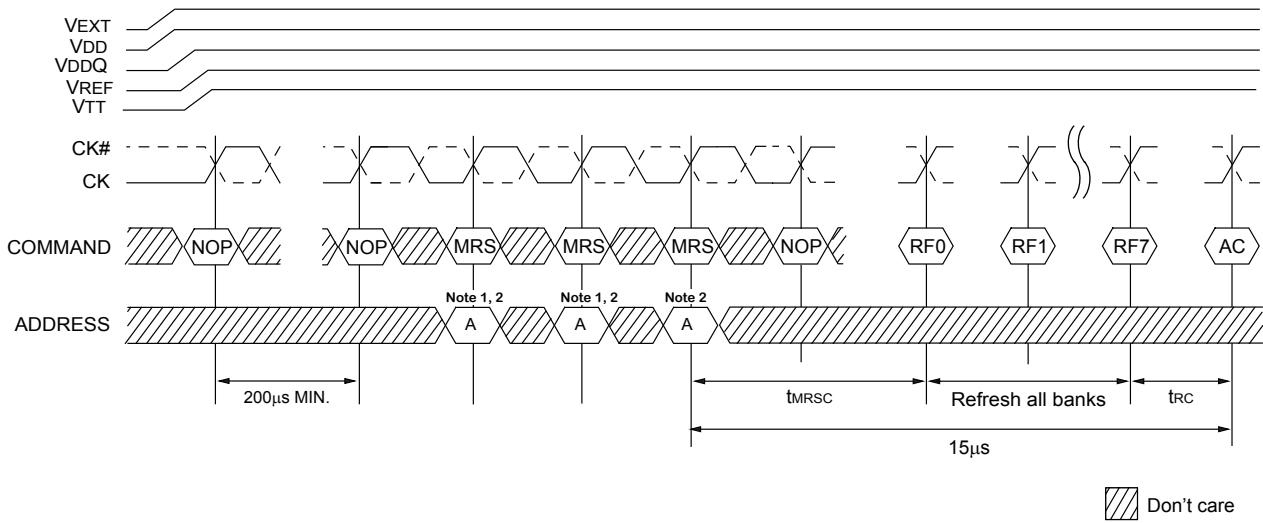 VEXT
VDD
VDDQ
VREF
VTT
CK#
CK
COMMAND NOP NOP MRS MRS MRS NOP RF0 RF1 RF7 AC
Note 1, 2 Note 1, 2 Note 2
ADDRESS A A A
200μs MIN. tMRSC Refresh all banks tRC
15μs
Don't care